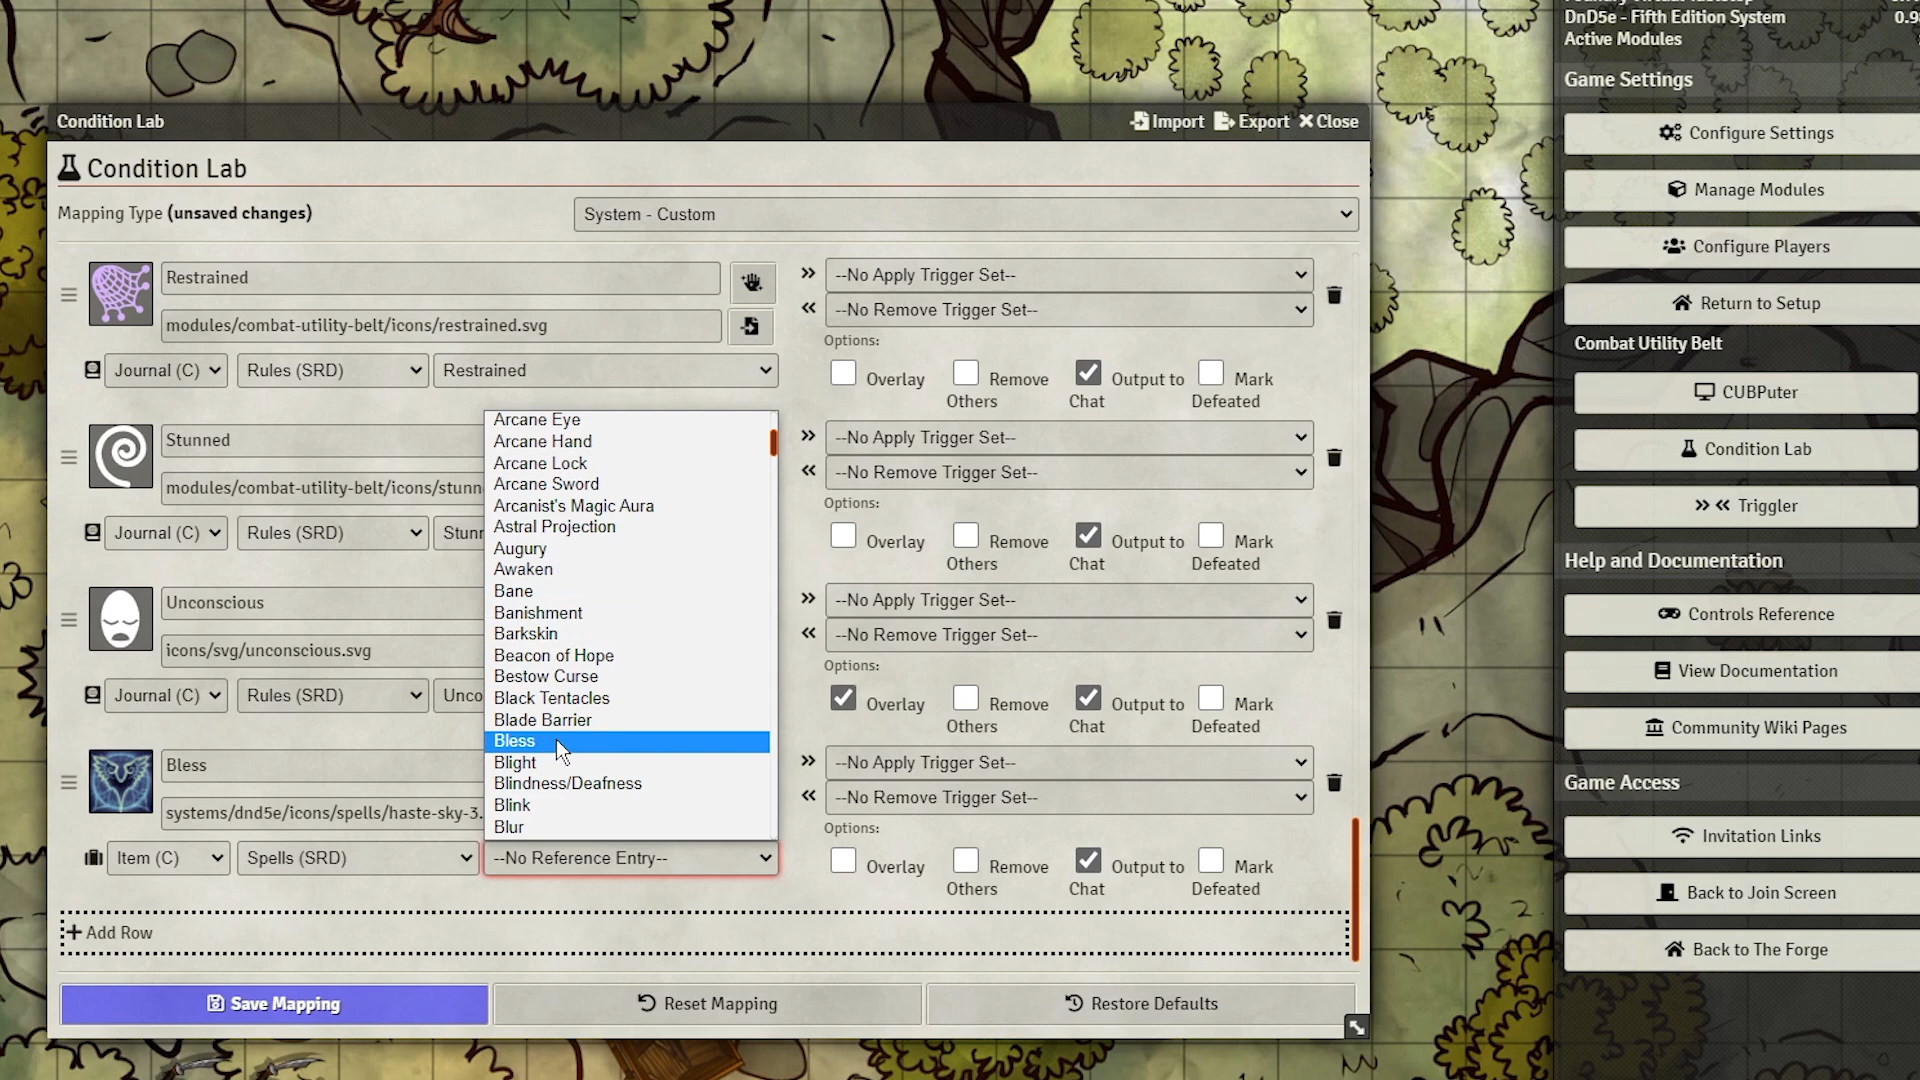 DnD5e - Fifth Edition System
Active Modules
Game Settings
Configure Settings
Manage Modules
Configure Players
Return to Setup
Combat Utility Belt
CUBPuter
Condition Lab
Triggler
Help and Documentation
Controls Reference
View Documentation
Community Wiki Pages
Game Access
Invitation Links
Back to Join Screen
Back to The Forge
Condition Lab
Import Export Close
Condition Lab
Mapping Type (unsaved changes)
System - Custom
Restrained
modules/combat-utility-belt/icons/restrained.svg
Journal (C) Rules (SRD) Restrained
--No Apply Trigger Set--
--No Remove Trigger Set--
Options:
Overlay Remove Others Output to Chat Mark Defeated
Stunned
modules/combat-utility-belt/icons/stunn
Journal (C) Rules (SRD) Stunn
--No Apply Trigger Set--
--No Remove Trigger Set--
Options:
Overlay Remove Others Output to Chat Mark Defeated
Unconscious
icons/svg/unconscious.svg
Journal (C) Rules (SRD) Unco
--No Apply Trigger Set--
--No Remove Trigger Set--
Options:
Overlay Remove Others Output to Chat Mark Defeated
Bless
systems/dnd5e/icons/spells/haste-sky-3.
Item (C) Spells (SRD) --No Reference Entry--
--No Apply Trigger Set--
--No Remove Trigger Set--
Options:
Overlay Remove Others Output to Chat Mark Defeated
Arcane Eye
Arcane Hand
Arcane Lock
Arcane Sword
Arcanist's Magic Aura
Astral Projection
Augury
Awaken
Bane
Banishment
Barkskin
Beacon of Hope
Bestow Curse
Black Tentacles
Blade Barrier
Bless
Blight
Blindness/Deafness
Blink
Blur
Add Row
Save Mapping Reset Mapping Restore Defaults